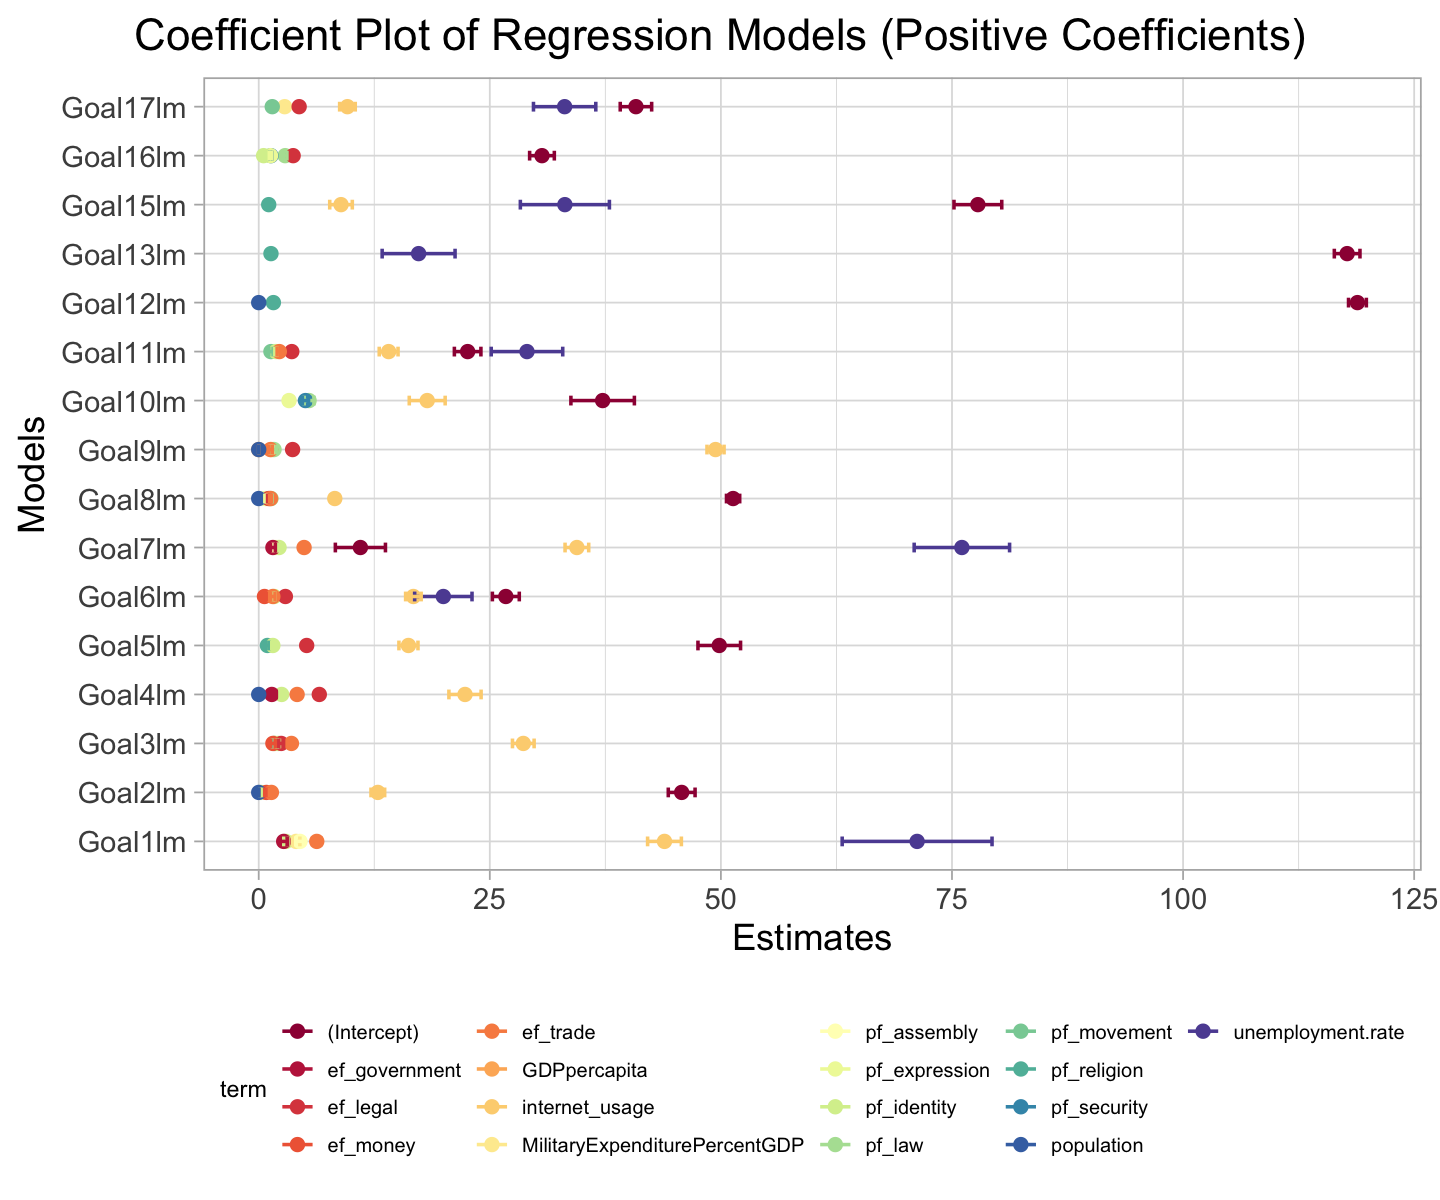 Coefficient Plot of Regression Models (Positive Coefficients)
Models
Goal17lm
Goal16lm
Goal15lm
Goal13lm
Goal12lm
Goal11lm
Goal10lm
Goal9lm
Goal8lm
Goal7lm
Goal6lm
Goal5lm
Goal4lm
Goal3lm
Goal2lm
Goal1lm
0 25 50 75 100 125
Estimates
term
(Intercept) ef_trade pf_assembly pf_movement unemployment.rate
ef_government GDPpercapita pf_expression pf_religion
ef_legal internet_usage pf_identity pf_security
ef_money MilitaryExpenditurePercentGDP pf_law population